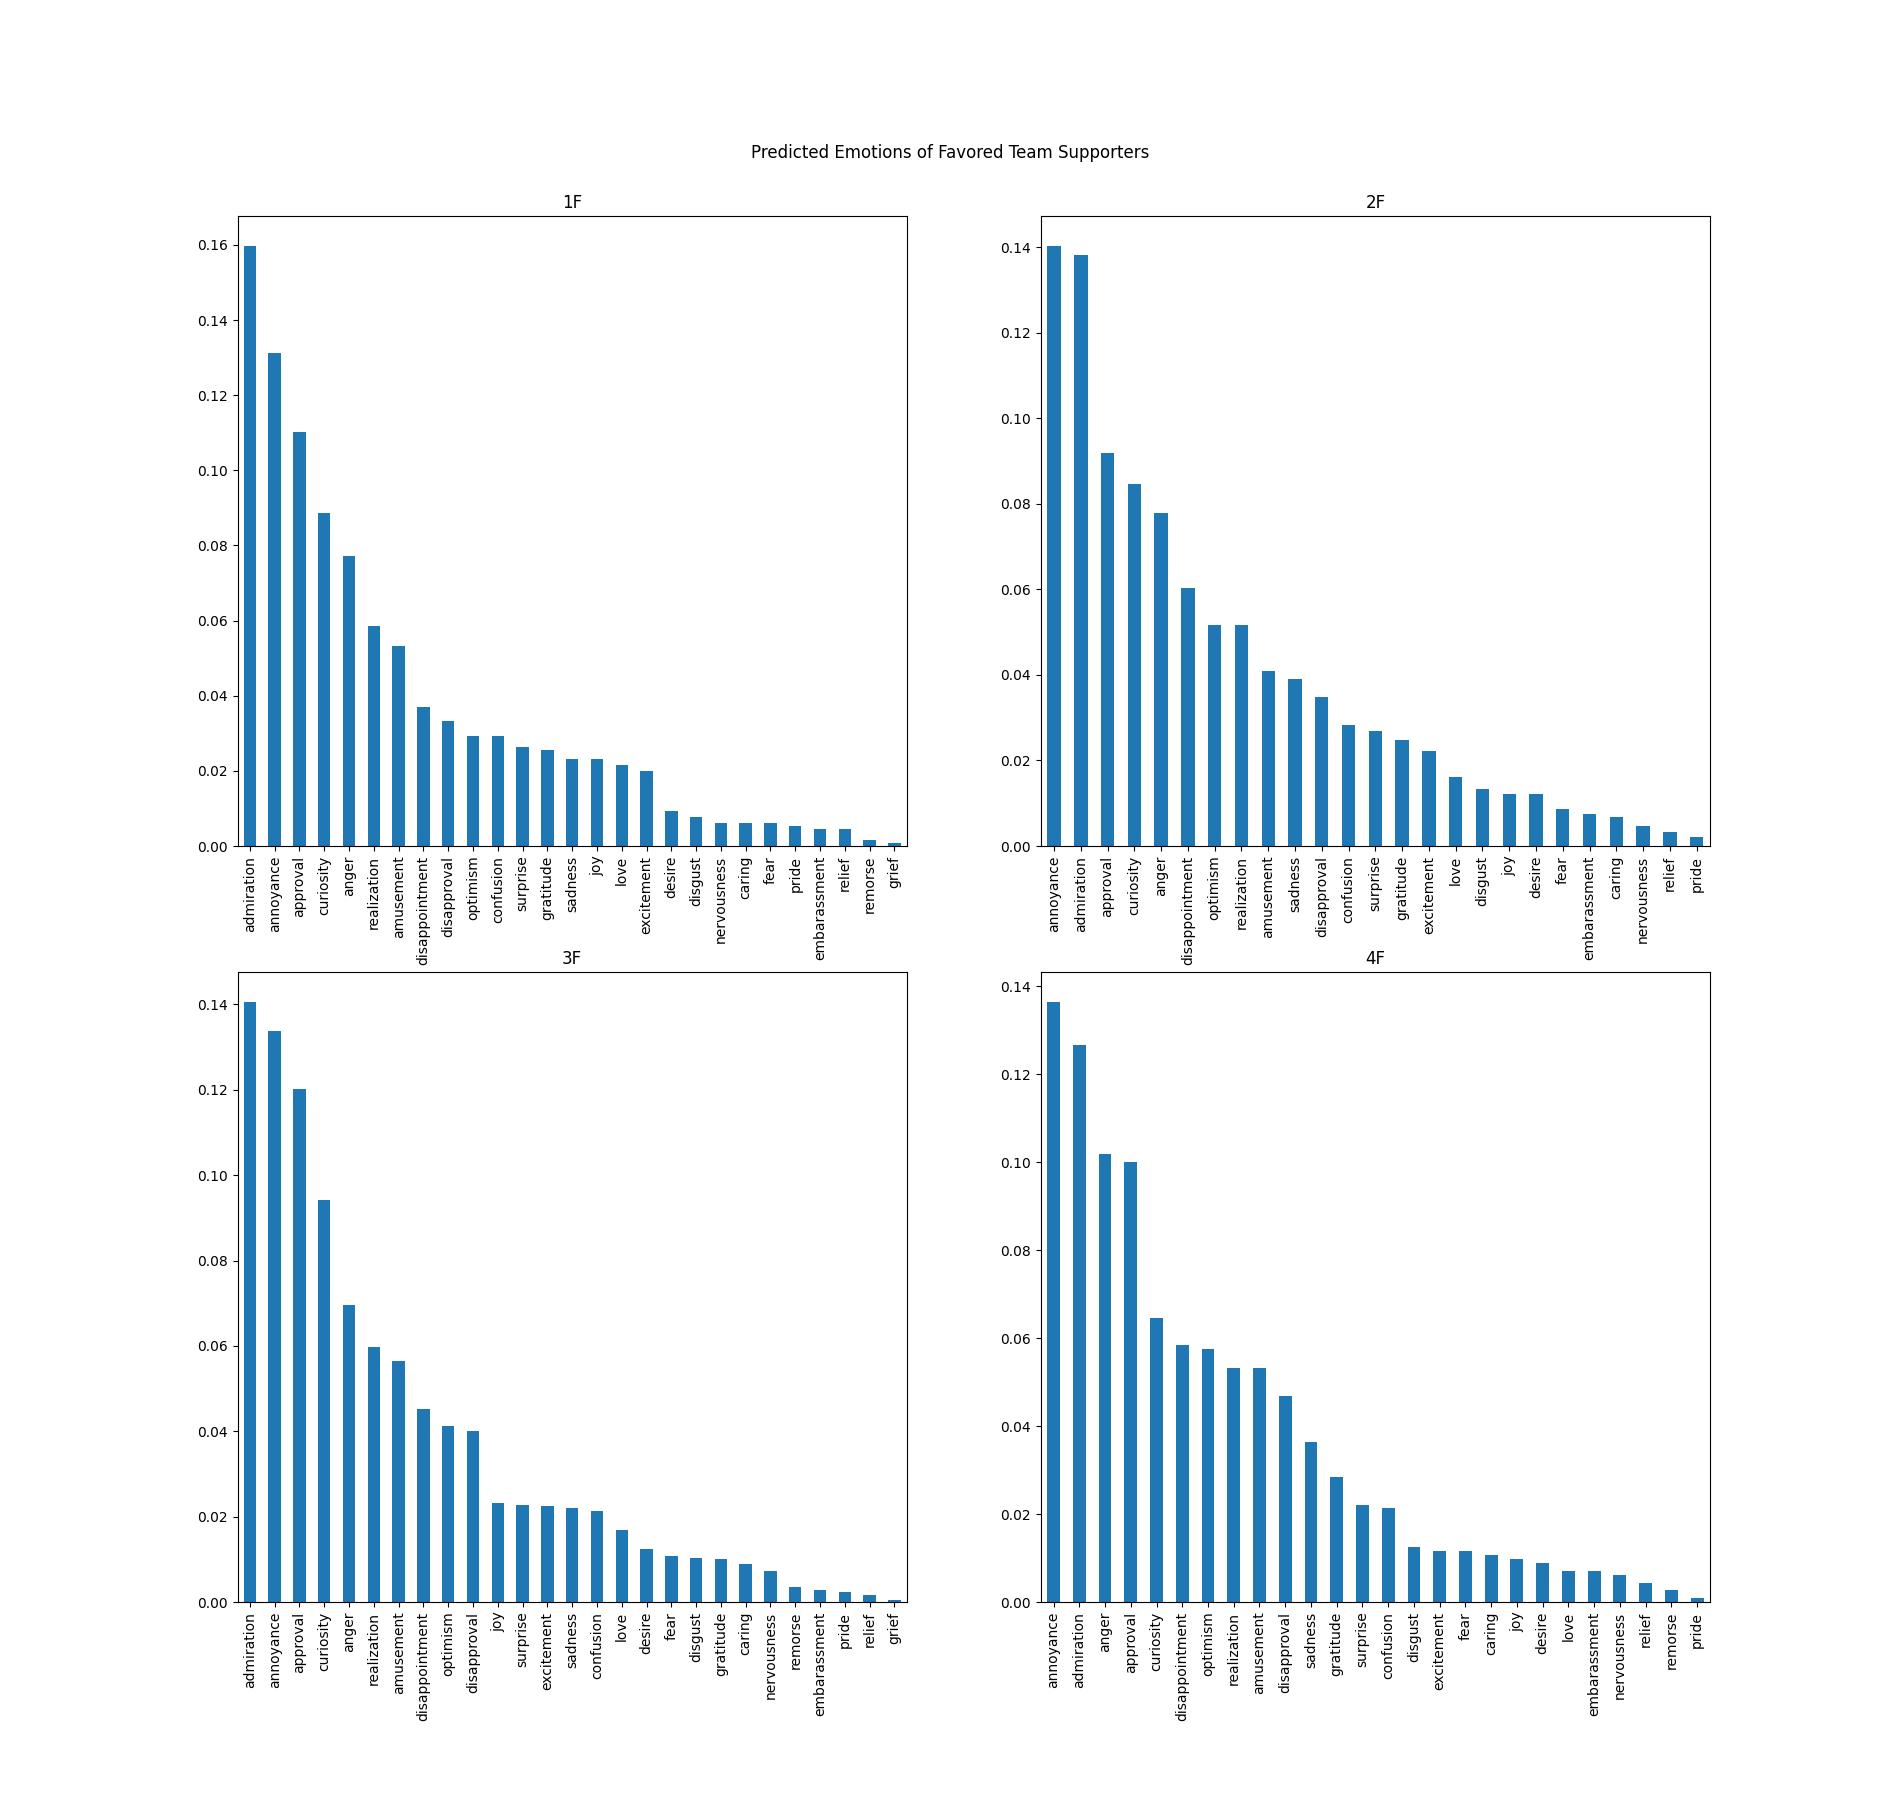 Predicted Emotions of Favored Team Supporters
1F
0.16
0.14
0.12
0.10
0.08
0.06
0.04
0.02
0.00
admiration
annoyance
approval
curiosity
anger
realization
amusement
disappointment
disapproval
optimism
confusion
surprise
gratitude
sadness
joy
love
excitement
desire
disgust
nervousness
caring
fear
pride
embarassment
relief
remorse
grief
2F
0.14
0.12
0.10
0.08
0.06
0.04
0.02
0.00
annoyance
admiration
approval
curiosity
anger
disappointment
optimism
realization
amusement
sadness
disapproval
confusion
surprise
gratitude
excitement
love
disgust
joy
desire
fear
embarassment
caring
nervousness
relief
pride
3F
0.14
0.12
0.10
0.08
0.06
0.04
0.02
0.00
admiration
annoyance
approval
curiosity
anger
realization
amusement
disappointment
optimism
disapproval
joy
surprise
excitement
sadness
confusion
love
desire
fear
disgust
gratitude
caring
nervousness
remorse
embarassment
pride
relief
grief
4F
0.14
0.12
0.10
0.08
0.06
0.04
0.02
0.00
annoyance
admiration
anger
approval
curiosity
disappointment
optimism
realization
amusement
disapproval
sadness
gratitude
surprise
confusion
disgust
excitement
fear
caring
joy
desire
love
embarassment
nervousness
relief
remorse
pride